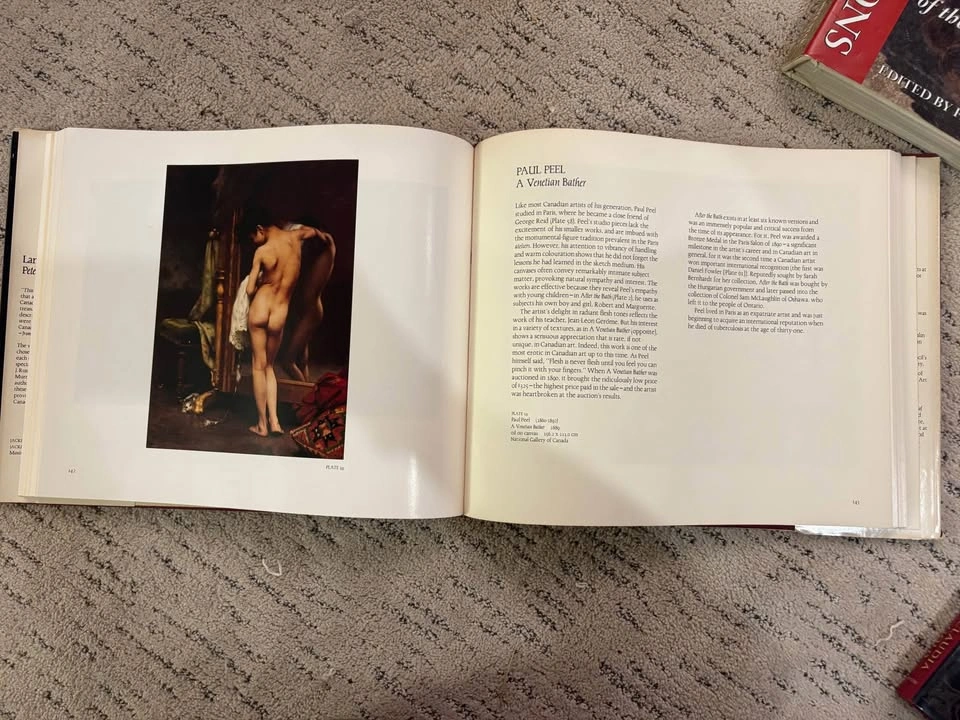 Lar
Pete
PLATE 59
PAUL PEEL
A Venetian Bather
Like most Canadian artists of his generation, Paul Peel
studied in Paris, where he became a close friend of
George Reid (Plate 58). Peel's studio pieces lack the
excitement of his smaller works, and are imbued with
the monumental-figure tradition prevalent in the Paris
ateliers. However, his attention to vibrancy of handling
and warm colouration shows that he did not forget the
lessons he had learned in the sketch medium. His
canvases often convey remarkably intimate subject
matter, provoking natural sympathy and interest. The
works are effective because they reveal Peel's empathy
with young children—in After the Bath (Plate 2), he uses as
subjects his own boy and girl, Robert and Marguerite.
The artist's delight in radiant flesh tones reflects the
work of his teacher, Jean-Léon Gérôme. But his interest
in a variety of textures, as in A Venetian Bather (opposite),
shows a sensuous appreciation that is rare, if not
unique, in Canadian art. Indeed, this work is one of the
most erotic in Canadian art up to this time. As Peel
himself said, "Flesh is never flesh until you feel you can
pinch it with your fingers." When A Venetian Bather was
auctioned in 1890, it brought the ridiculously low price
of $325—the highest price paid in the sale—and the artist
was heartbroken at the auction's results.
Paul Peel (1860-1892)
A Venetian Bather 1889
oil on canvas
National Gallery of Canada
After the Bath exists in at least six known versions and
was an immensely popular and critical success from
the time of its appearance. For it, Peel was awarded a
Bronze Medal in the Paris Salon of 1890—a significant
milestone in the artist's career and in Canadian art in
general, for it was the second time a Canadian artist
won important international recognition (the first was
Daniel Fowler [Plate 61]). Reputedly sought by Sarah
Bernhardt for her collection, After the Bath was bought by
the Hungarian government and later passed into the
collection of Colonel Sam McLaughlin of Oshawa, who
left it to the people of Ontario.
Peel lived in Paris as an expatriate artist and was just
beginning to acquire an international reputation when
he died of tuberculosis at the age of thirty-one.
143
SNO
of the
EDITED BY
LAUDIA